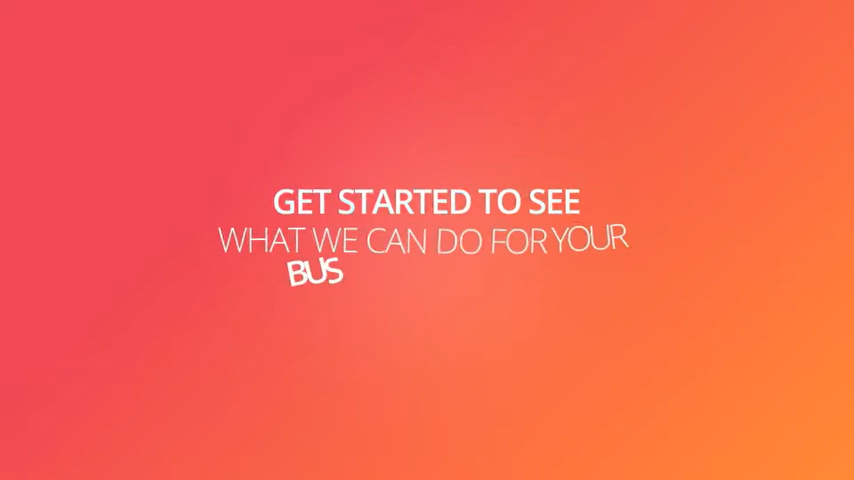 GET STARTED TO SEE
WHAT WE CAN DO FOR YOUR
BUS